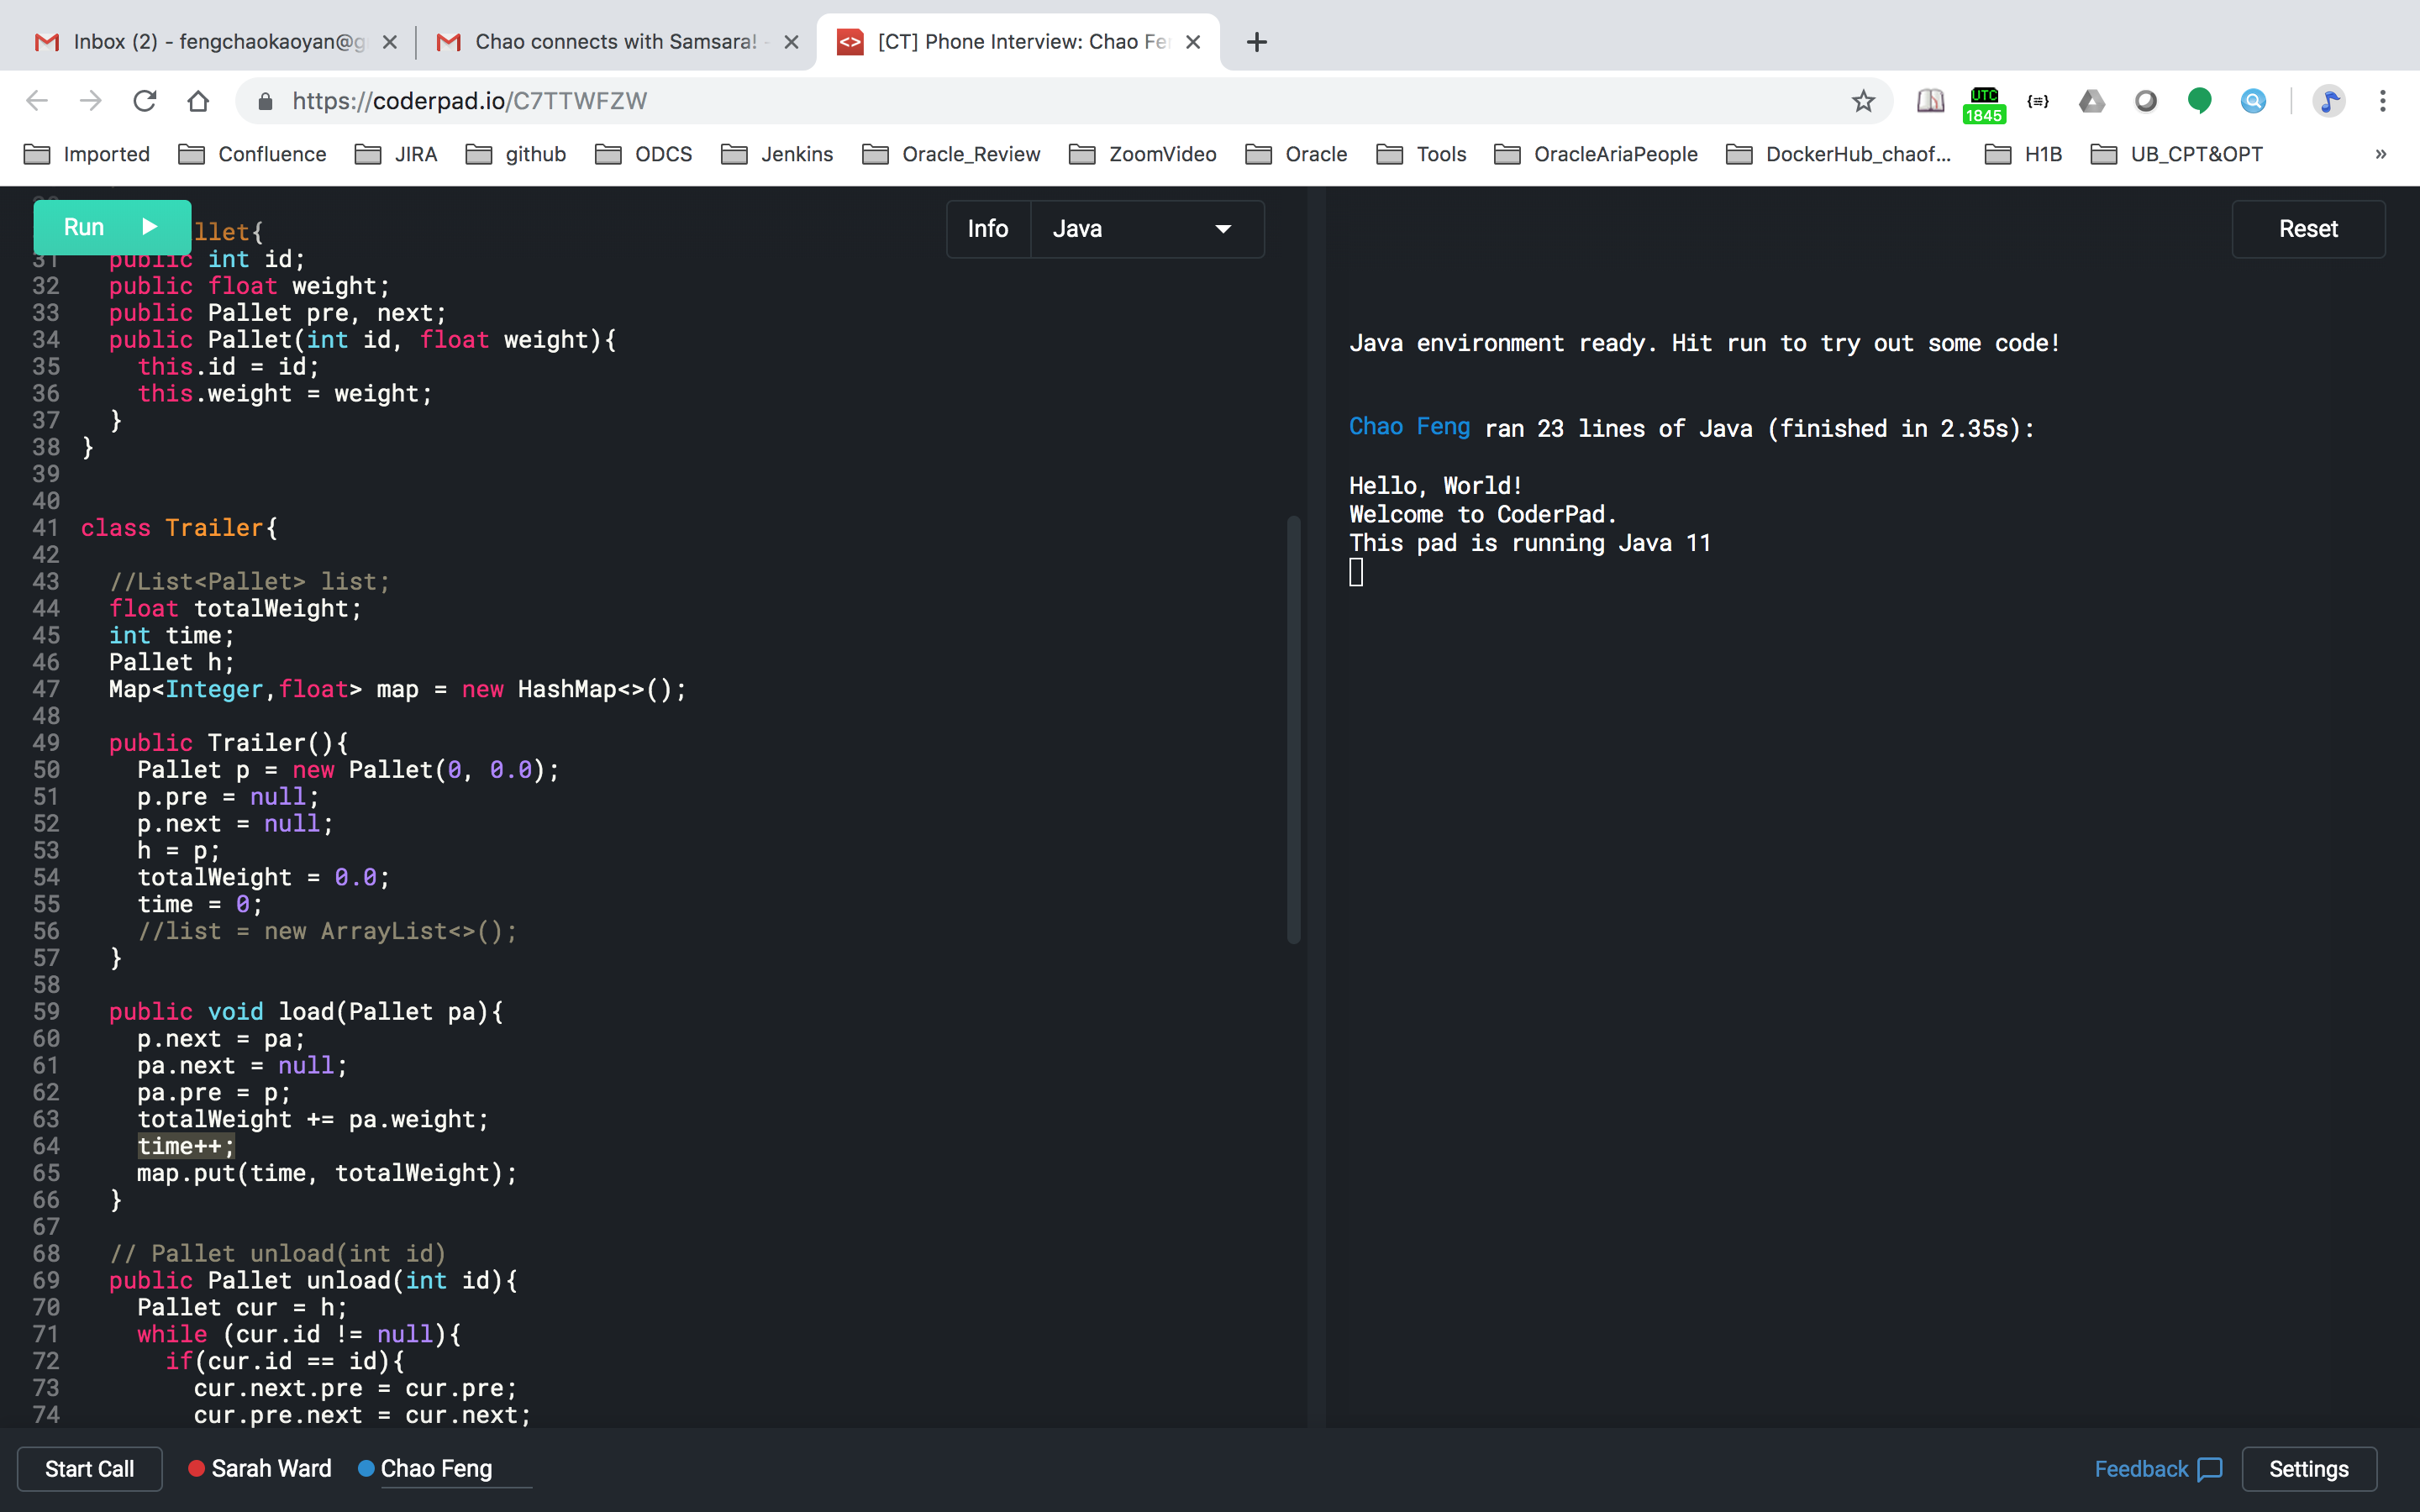 Inbox (2) - fengchaokaoyan@g
Chao connects with Samsara! -
[CT] Phone Interview: Chao Fe
https://coderpad.io/C7TTWFZW
UTC
1845
Imported Confluence JIRA github ODCS Jenkins Oracle_Review ZoomVideo Oracle Tools OracleAriaPeople DockerHub_chaof... H1B UB_CPT&OPT »
Run
Info
Java
Reset
llet{
31 public int id;
32 public float weight;
33 public Pallet pre, next;
34 public Pallet(int id, float weight){
35 this.id = id;
36 this.weight = weight;
37 }
38 }
39
40
41 class Trailer{
42
43 //List<Pallet> list;
44 float totalWeight;
45 int time;
46 Pallet h;
47 Map<Integer,float> map = new HashMap<>();
48
49 public Trailer(){
50 Pallet p = new Pallet(0, 0.0);
51 p.pre = null;
52 p.next = null;
53 h = p;
54 totalWeight = 0.0;
55 time = 0;
56 //list = new ArrayList<>();
57 }
58
59 public void load(Pallet pa){
60 p.next = pa;
61 pa.next = null;
62 pa.pre = p;
63 totalWeight += pa.weight;
64 time++;
65 map.put(time, totalWeight);
66 }
67
68 // Pallet unload(int id)
69 public Pallet unload(int id){
70 Pallet cur = h;
71 while (cur.id != null){
72 if(cur.id == id){
73 cur.next.pre = cur.pre;
74 cur.pre.next = cur.next;
Java environment ready. Hit run to try out some code!
Chao Feng ran 23 lines of Java (finished in 2.35s):
Hello, World!
Welcome to CoderPad.
This pad is running Java 11
Start Call
Sarah Ward
Chao Feng
Feedback
Settings